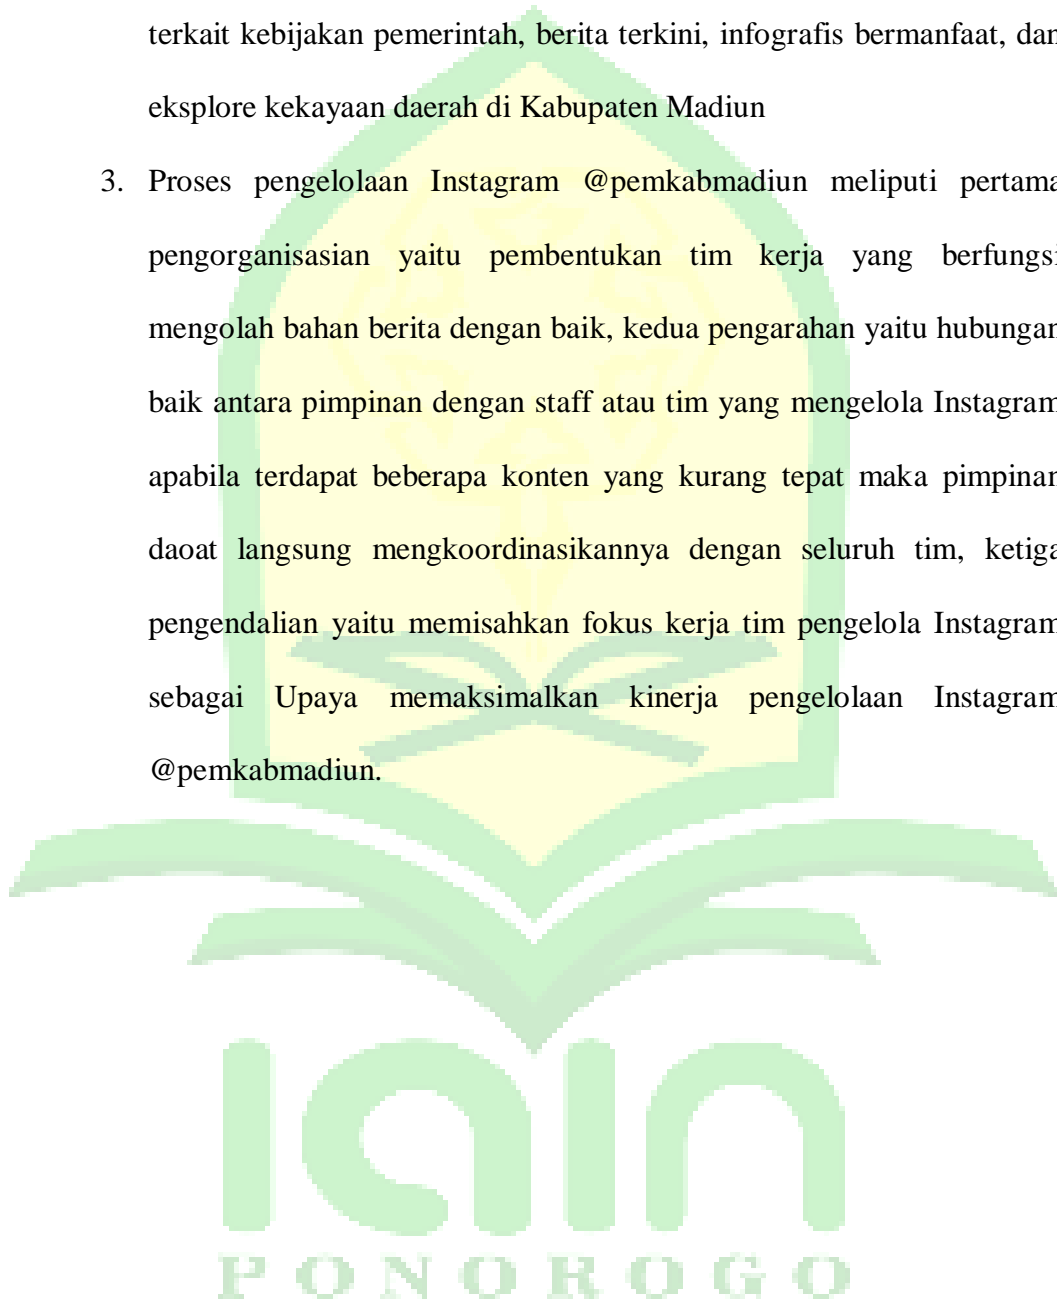 terkait kebijakan pemerintah, berita terkini, infografis bermanfaat, dan
eksplore kekayaan daerah di Kabupaten Madiun
3. Proses pengelolaan Instagram @pemkabmadiun meliputi pertama
pengorganisasian yaitu pembentukan tim kerja yang berfungsi
mengolah bahan berita dengan baik, kedua pengarahan yaitu hubungan
baik antara pimpinan dengan staff atau tim yang mengelola Instagram
apabila terdapat beberapa konten yang kurang tepat maka pimpinan
daoat langsung mengkoordinasikannya dengan seluruh tim, ketiga
pengendalian yaitu memisahkan fokus kerja tim pengelola Instagram
sebagai Upaya memaksimalkan kinerja pengelolaan Instagram
@pemkabmadiun.
IAIN
PONOROGO